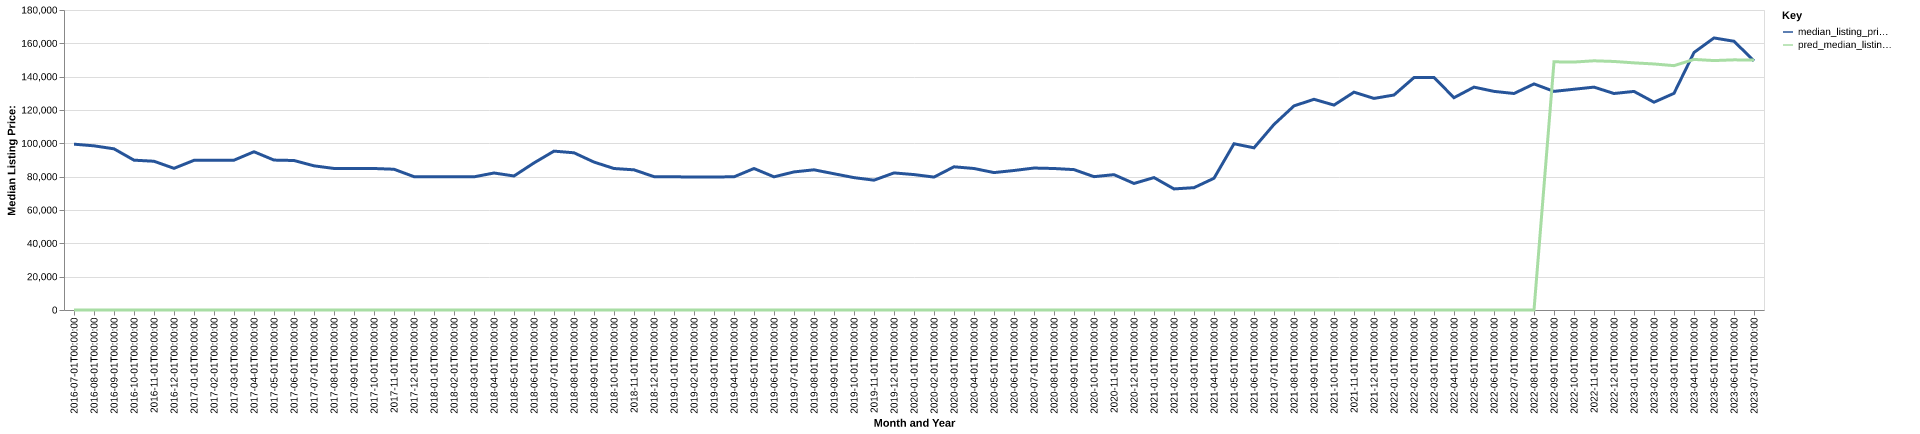 180,000
160,000
140,000
120,000
100,000
80,000
60,000
40,000
20,000
0
Median Listing Price:
2016-07-01T00:00:00
2016-08-01T00:00:00
2016-09-01T00:00:00
2016-10-01T00:00:00
2016-11-01T00:00:00
2016-12-01T00:00:00
2017-01-01T00:00:00
2017-02-01T00:00:00
2017-03-01T00:00:00
2017-04-01T00:00:00
2017-05-01T00:00:00
2017-06-01T00:00:00
2017-07-01T00:00:00
2017-08-01T00:00:00
2017-09-01T00:00:00
2017-10-01T00:00:00
2017-11-01T00:00:00
2017-12-01T00:00:00
2018-01-01T00:00:00
2018-02-01T00:00:00
2018-03-01T00:00:00
2018-04-01T00:00:00
2018-05-01T00:00:00
2018-06-01T00:00:00
2018-07-01T00:00:00
2018-08-01T00:00:00
2018-09-01T00:00:00
2018-10-01T00:00:00
2018-11-01T00:00:00
2018-12-01T00:00:00
2019-01-01T00:00:00
2019-02-01T00:00:00
2019-03-01T00:00:00
2019-04-01T00:00:00
2019-05-01T00:00:00
2019-06-01T00:00:00
2019-07-01T00:00:00
2019-08-01T00:00:00
2019-09-01T00:00:00
2019-10-01T00:00:00
2019-11-01T00:00:00
2019-12-01T00:00:00
2020-01-01T00:00:00
2020-02-01T00:00:00
2020-03-01T00:00:00
2020-04-01T00:00:00
2020-05-01T00:00:00
2020-06-01T00:00:00
2020-07-01T00:00:00
2020-08-01T00:00:00
2020-09-01T00:00:00
2020-10-01T00:00:00
2020-11-01T00:00:00
2020-12-01T00:00:00
2021-01-01T00:00:00
2021-02-01T00:00:00
2021-03-01T00:00:00
2021-04-01T00:00:00
2021-05-01T00:00:00
2021-06-01T00:00:00
2021-07-01T00:00:00
2021-08-01T00:00:00
2021-09-01T00:00:00
2021-10-01T00:00:00
2021-11-01T00:00:00
2021-12-01T00:00:00
2022-01-01T00:00:00
2022-02-01T00:00:00
2022-03-01T00:00:00
2022-04-01T00:00:00
2022-05-01T00:00:00
2022-06-01T00:00:00
2022-07-01T00:00:00
2022-08-01T00:00:00
2022-09-01T00:00:00
2022-10-01T00:00:00
2022-11-01T00:00:00
2022-12-01T00:00:00
2023-01-01T00:00:00
2023-02-01T00:00:00
2023-03-01T00:00:00
2023-04-01T00:00:00
2023-05-01T00:00:00
2023-06-01T00:00:00
2023-07-01T00:00:00
Month and Year
Key
median_listing_pri…
pred_median_listin…